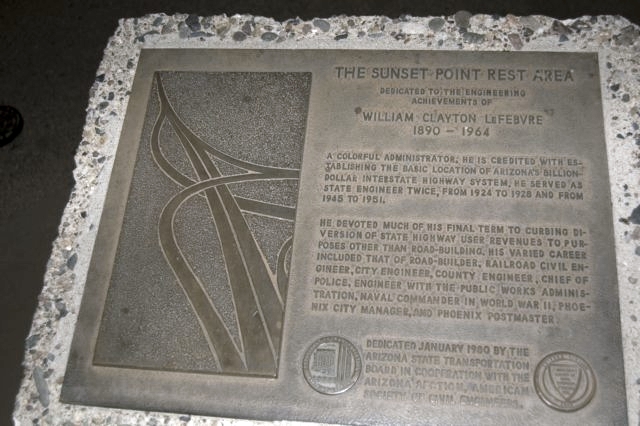 THE SUNSET POINT REST AREA
DEDICATED TO THE ENGINEERING
ACHIEVEMENTS OF
WILLIAM CLAYTON LEFEBVRE
1890 - 1964
A COLORFUL ADMINISTRATOR, HE IS CREDITED WITH ES-
TABLISHING THE BASIC LOCATION OF ARIZONA'S BILLION-
DOLLAR INTERSTATE HIGHWAY SYSTEM. HE SERVED AS
STATE ENGINEER TWICE, FROM 1924 TO 1928 AND FROM
1945 TO 1951.
HE DEVOTED MUCH OF HIS FINAL TERM TO CURBING DI-
VERSION OF STATE HIGHWAY USER REVENUES TO PUR-
POSES OTHER THAN ROAD-BUILDING. HIS VARIED CAREER
INCLUDED THAT OF ROAD-BUILDER, RAILROAD CIVIL EN-
GINEER, CITY ENGINEER, COUNTY ENGINEER, CHIEF OF
POLICE, ENGINEER WITH THE PUBLIC WORKS ADMINIS-
TRATION, NAVAL COMMANDER IN WORLD WAR II, PHOE-
NIX CITY MANAGER, AND PHOENIX POSTMASTER.
DEDICATED JANUARY 1980 BY THE
ARIZONA STATE TRANSPORTATION
BOARD IN COOPERATION WITH THE
ARIZONA SECTION, AMERICAN
SOCIETY OF CIVIL ENGINEERS.